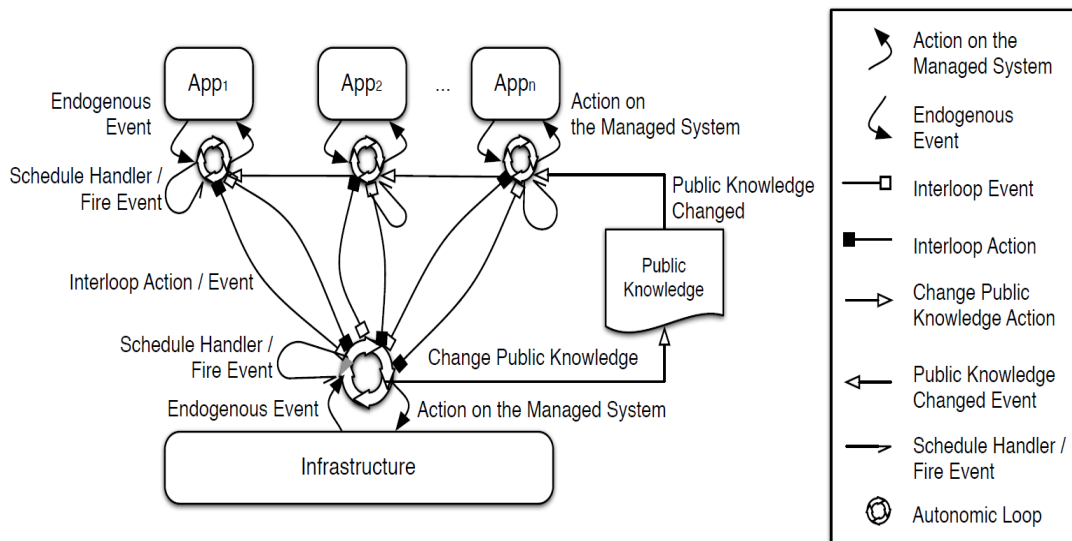 App1
App2
...
Appn
Endogenous
Event
Action on
the Managed System
Schedule Handler /
Fire Event
Public Knowledge
Changed
Public
Knowledge
Interloop Action / Event
Schedule Handler /
Fire Event
Change Public Knowledge
Endogenous Event
Action on the Managed System
Infrastructure
Action on the
Managed System
Endogenous
Event
Interloop Event
Interloop Action
Change Public
Knowledge Action
Public Knowledge
Changed Event
Schedule Handler /
Fire Event
Autonomic Loop